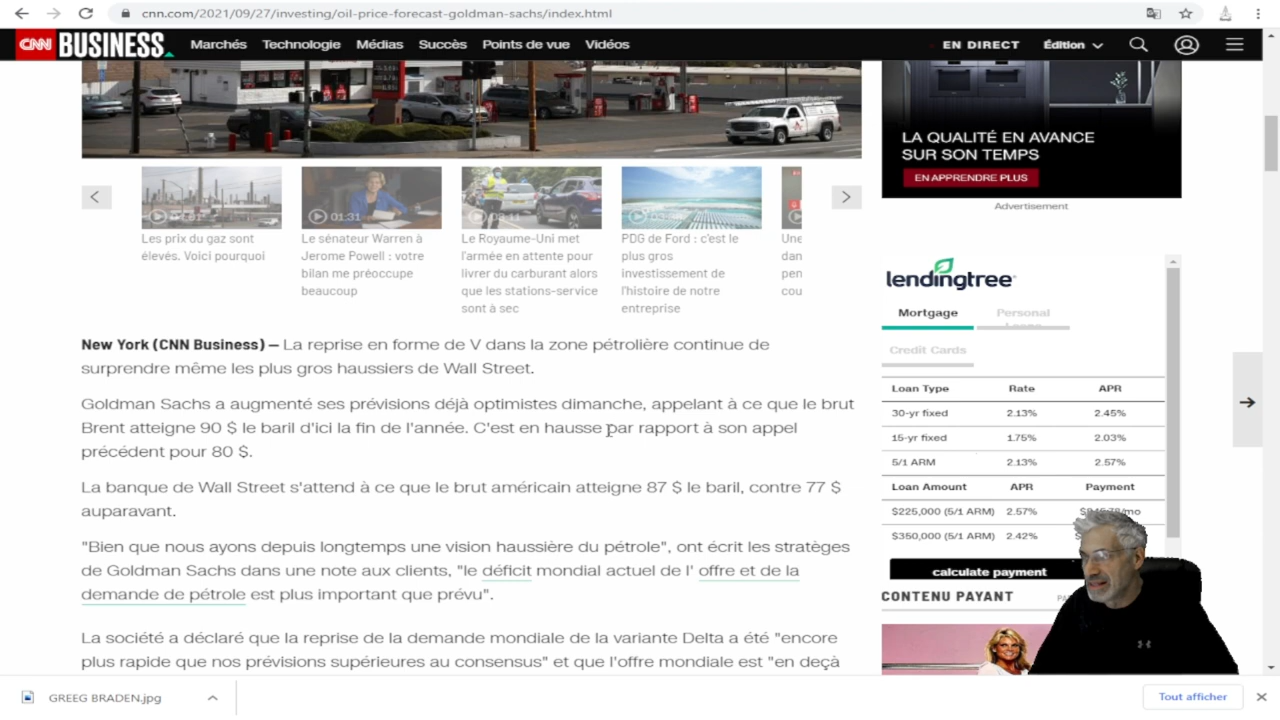 cnn.com/2021/09/27/investing/oil-price-forecast-goldman-sachs/index.html
CNN BUSINESS Marchés Technologie Médias Succès Points de vue Vidéos EN DIRECT Édition
LA QUALITÉ EN AVANCE
SUR SON TEMPS
EN APPRENDRE PLUS
Advertisement
01:31
Les prix du gaz sont
élevés. Voici pourquoi
Le sénateur Warren à
Jerome Powell : votre
bilan me préoccupe
beaucoup
Le Royaume-Uni met
l'armée en attente pour
livrer du carburant alors
que les stations-service
sont à sec
PDG de Ford : c'est le
plus gros
investissement de
l'histoire de notre
entreprise
Une
dan
pen
cou
New York (CNN Business) — La reprise en forme de V dans la zone pétrolière continue de
surprendre même les plus gros haussiers de Wall Street.
Goldman Sachs a augmenté ses prévisions déjà optimistes dimanche, appelant à ce que le brut
Brent atteigne 90 $ le baril d'ici la fin de l'année. C'est en hausse par rapport à son appel
précédent pour 80 $.
La banque de Wall Street s'attend à ce que le brut américain atteigne 87 $ le baril, contre 77 $
auparavant.
"Bien que nous ayons depuis longtemps une vision haussière du pétrole", ont écrit les stratèges
de Goldman Sachs dans une note aux clients, "le déficit mondial actuel de l' offre et de la
demande de pétrole est plus important que prévu".
La société a déclaré que la reprise de la demande mondiale de la variante Delta a été "encore
plus rapide que nos prévisions supérieures au consensus" et que l'offre mondiale est "en deçà
lendingtree
Mortgage Personal
Credit Cards
Loan Type Rate APR
30-yr fixed 2.13% 2.45%
15-yr fixed 1.75% 2.03%
5/1 ARM 2.13% 2.57%
Loan Amount APR Payment
$225,000 (5/1 ARM) 2.57%
$350,000 (5/1 ARM) 2.42%
calculate payment
CONTENU PAYANT
GREEG BRADEN.jpg
Tout afficher